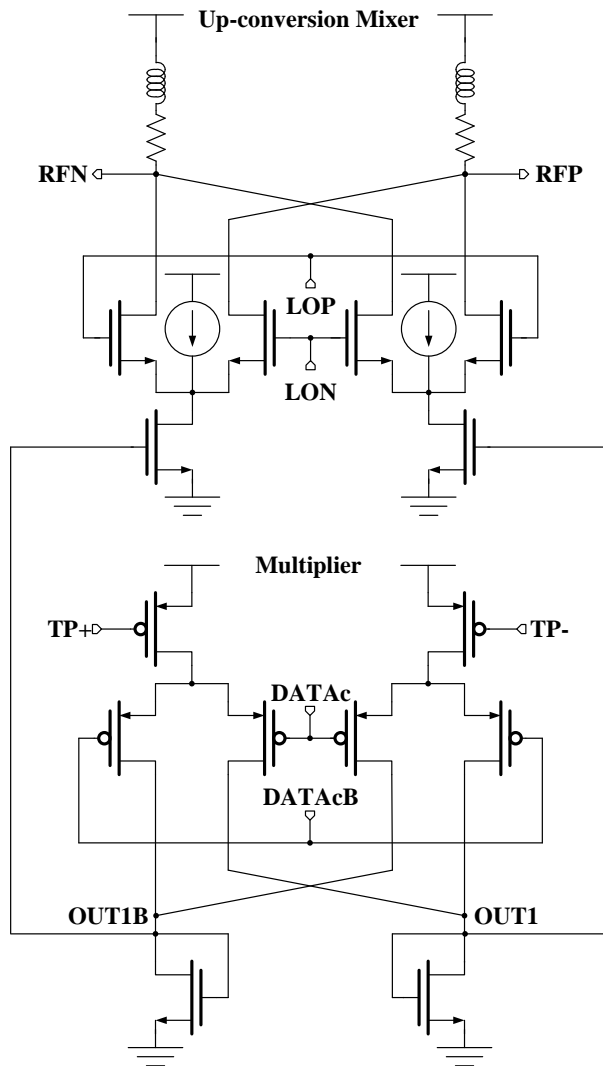 Up-conversion Mixer
RFN
RFP
LOP
LON
Multiplier
TP+
TP-
DATAc
DATAcB
OUT1B
OUT1